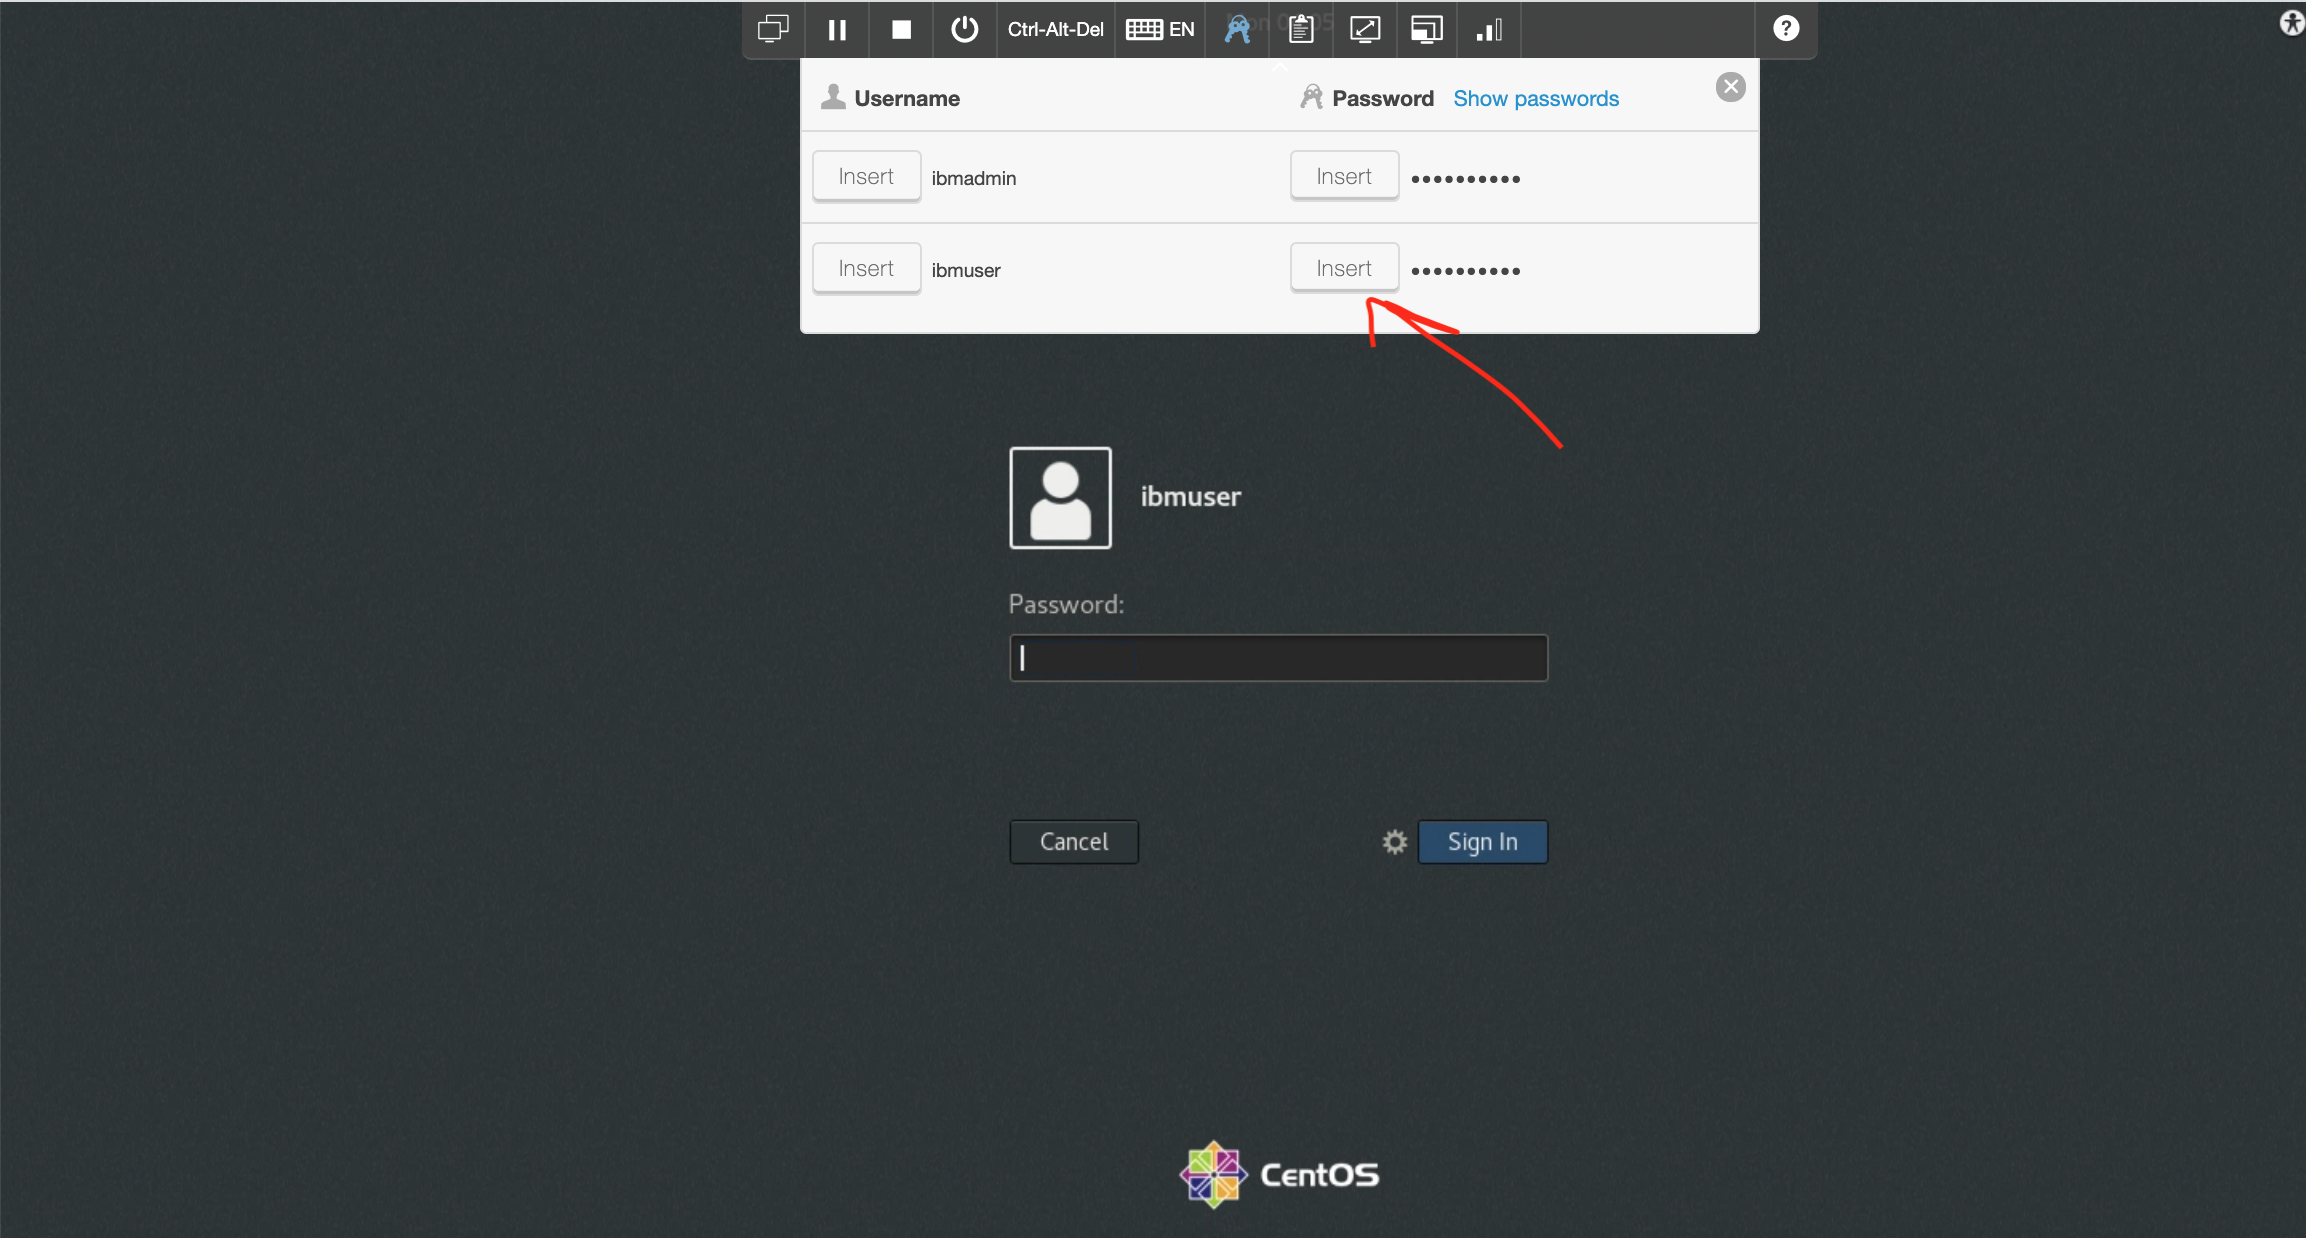 Ctrl-Alt-Del EN
Username Password Show passwords
Insert ibmadmin Insert ••••••••••
Insert ibmuser Insert ••••••••••
ibmuser
Password:
Cancel Sign In
CentOS